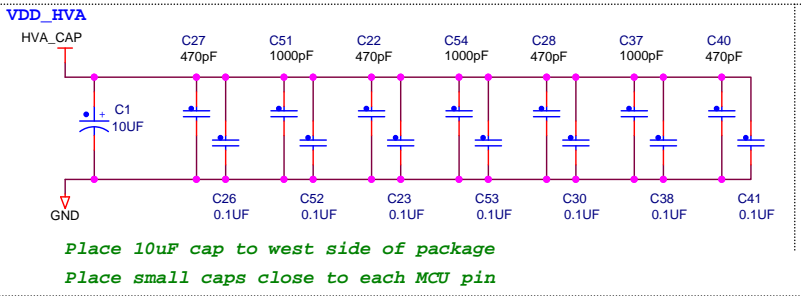 VDD_HVA
HVA_CAP
C27 C51 C22 C54 C28 C37 C40
470pF 1000pF 470pF 1000pF 470pF 1000pF 470pF
+ C1
10UF
C26 C52 C23 C53 C30 C38 C41
GND 0.1UF 0.1UF 0.1UF 0.1UF 0.1UF 0.1UF 0.1UF
Place 10uF cap to west side of package
Place small caps close to each MCU pin